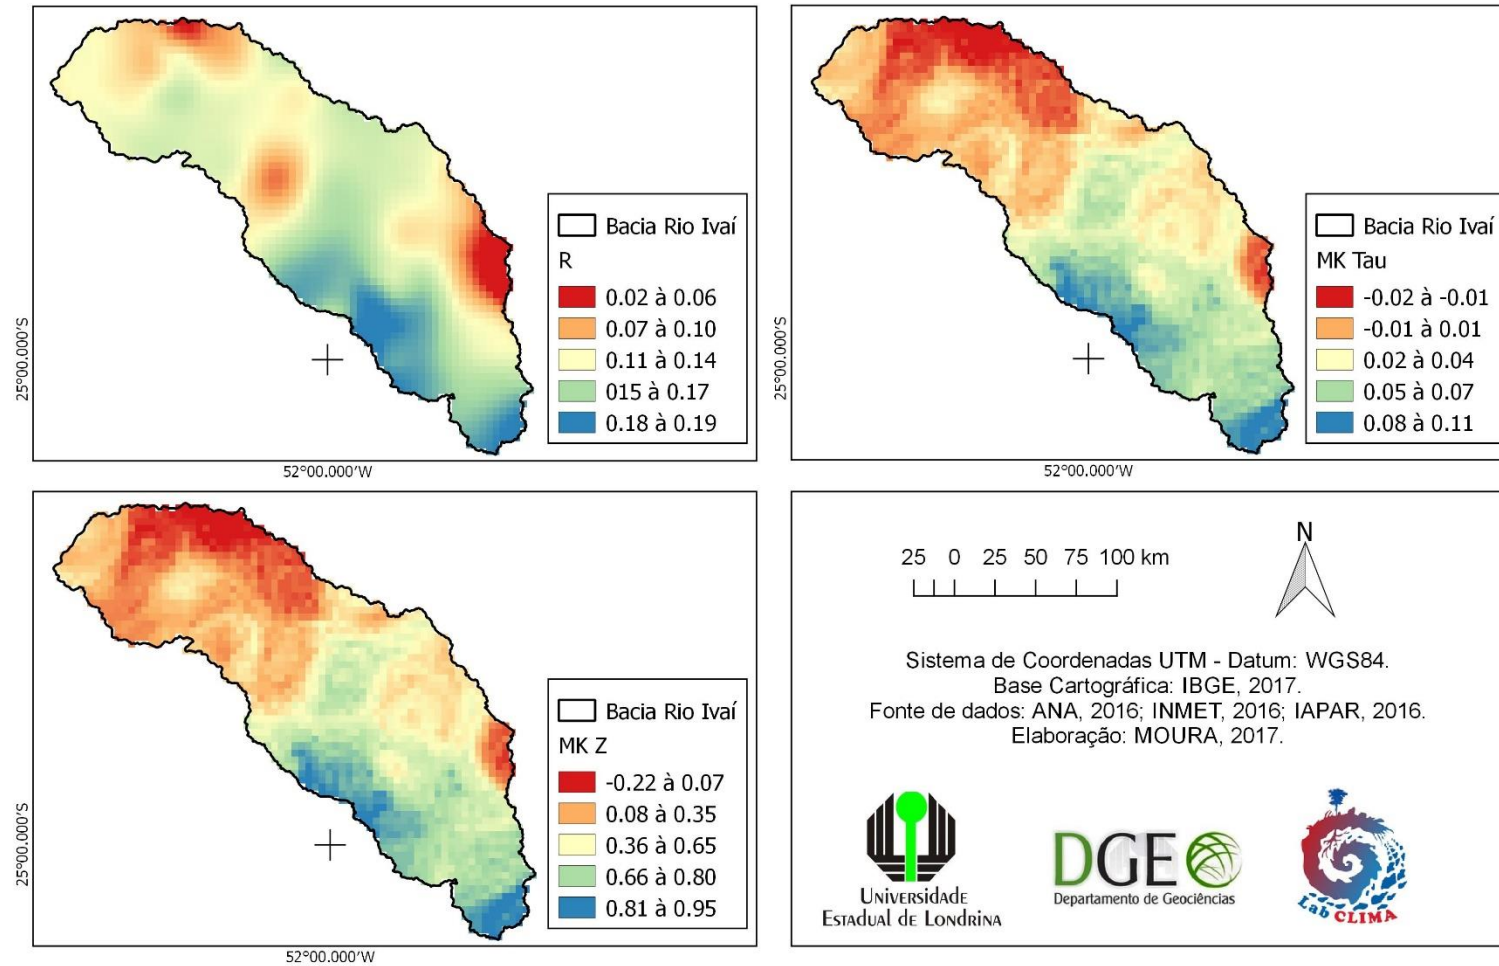 Bacia Rio Ivaí
R
0.02 à 0.06
0.07 à 0.10
0.11 à 0.14
015 à 0.17
0.18 à 0.19
25°00.000'S
52°00.000'W
Bacia Rio Ivaí
MK Tau
-0.02 à -0.01
-0.01 à 0.01
0.02 à 0.04
0.05 à 0.07
0.08 à 0.11
25°00.000'S
52°00.000'W
Bacia Rio Ivaí
MK Z
-0.22 à 0.07
0.08 à 0.35
0.36 à 0.65
0.66 à 0.80
0.81 à 0.95
25°00.000'S
52°00.000'W
25 0 25 50 75 100 km
N
Sistema de Coordenadas UTM - Datum: WGS84.
Base Cartográfica: IBGE, 2017.
Fonte de dados: ANA, 2016; INMET, 2016; IAPAR, 2016.
Elaboração: MOURA, 2017.
Universidade
Estadual de Londrina
DGEO
Departamento de Geociências
Lab CLIMA